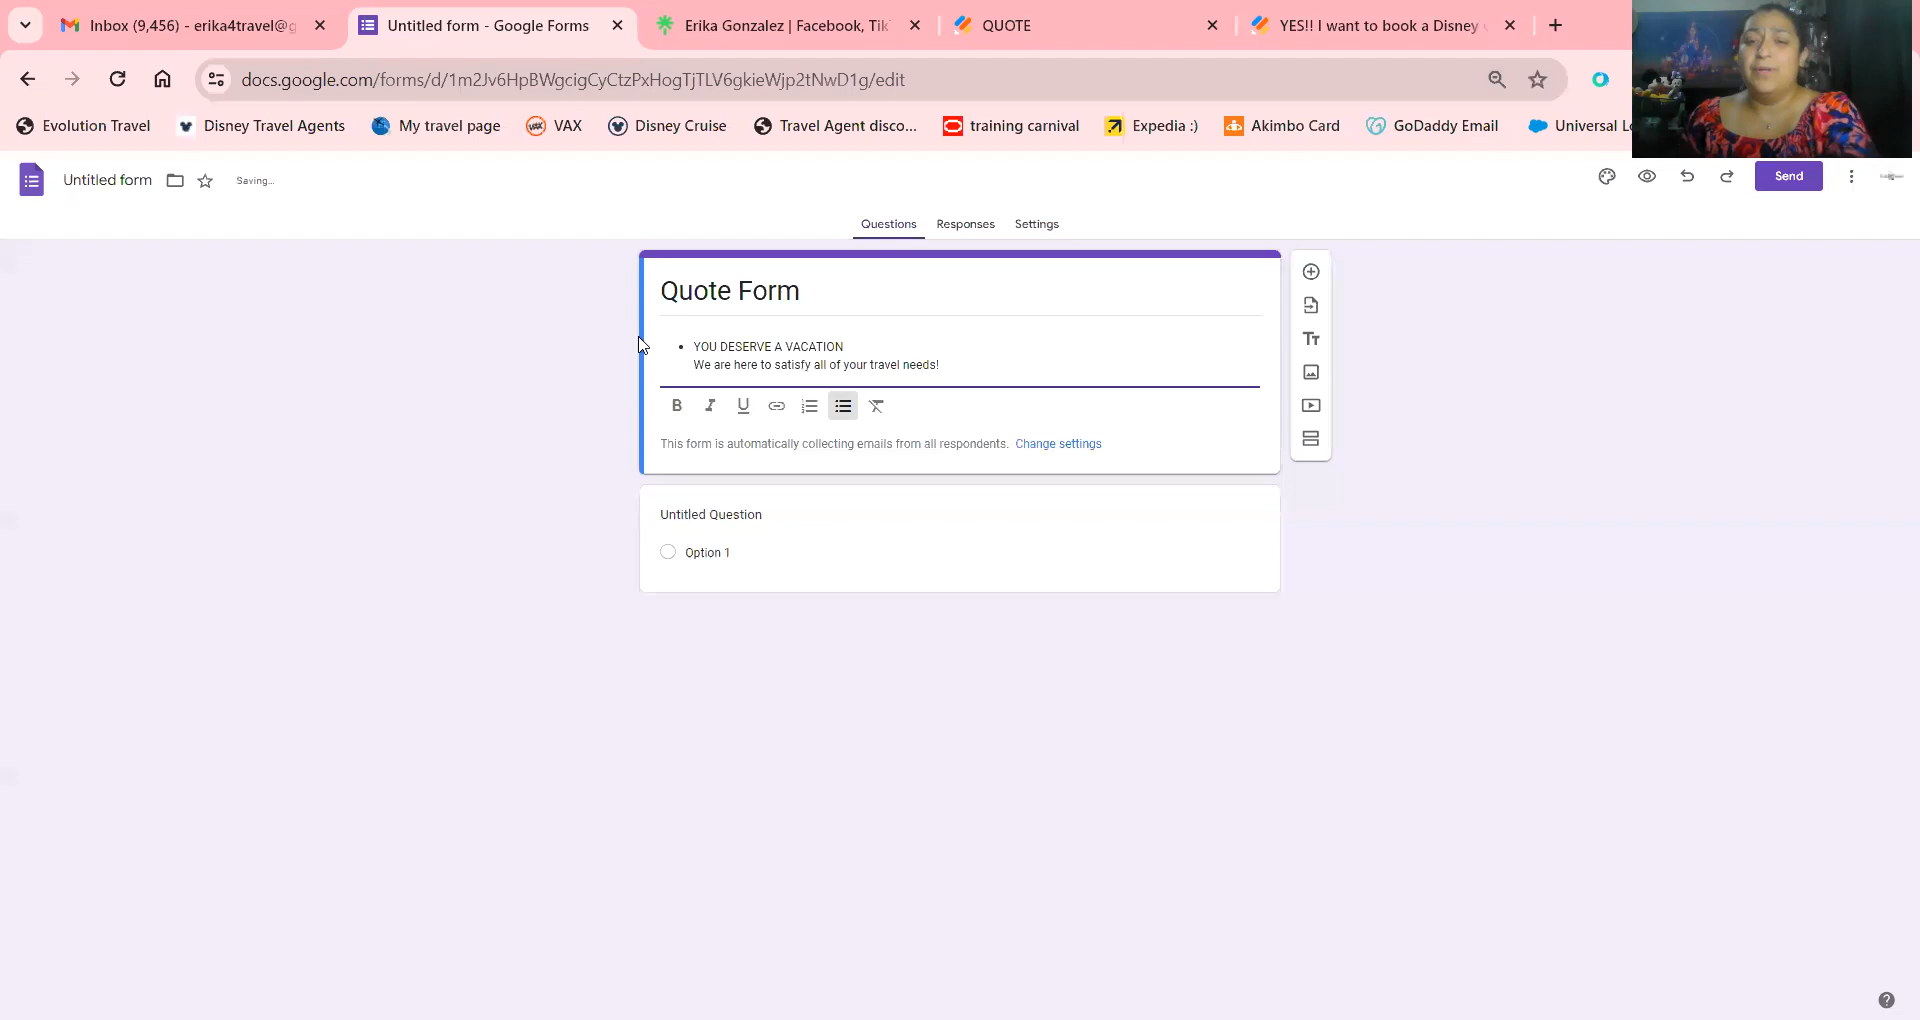 Inbox (9,456) - erika4travel@g
Untitled form - Google Forms
Erika Gonzalez | Facebook, Tik
QUOTE
YES!! I want to book a Disney
docs.google.com/forms/d/1m2Jv6HpBWgcigCyCtzPxHogTjTLV6gkieWjp2tNwD1g/edit
Evolution Travel
Disney Travel Agents
My travel page
VAX
Disney Cruise
Travel Agent disco...
training carnival
Expedia :)
Akimbo Card
GoDaddy Email
Universal Lo
Untitled form
Saving...
Send
Questions
Responses
Settings
Quote Form
• YOU DESERVE A VACATION
We are here to satisfy all of your travel needs!
This form is automatically collecting emails from all respondents. Change settings
Untitled Question
Option 1